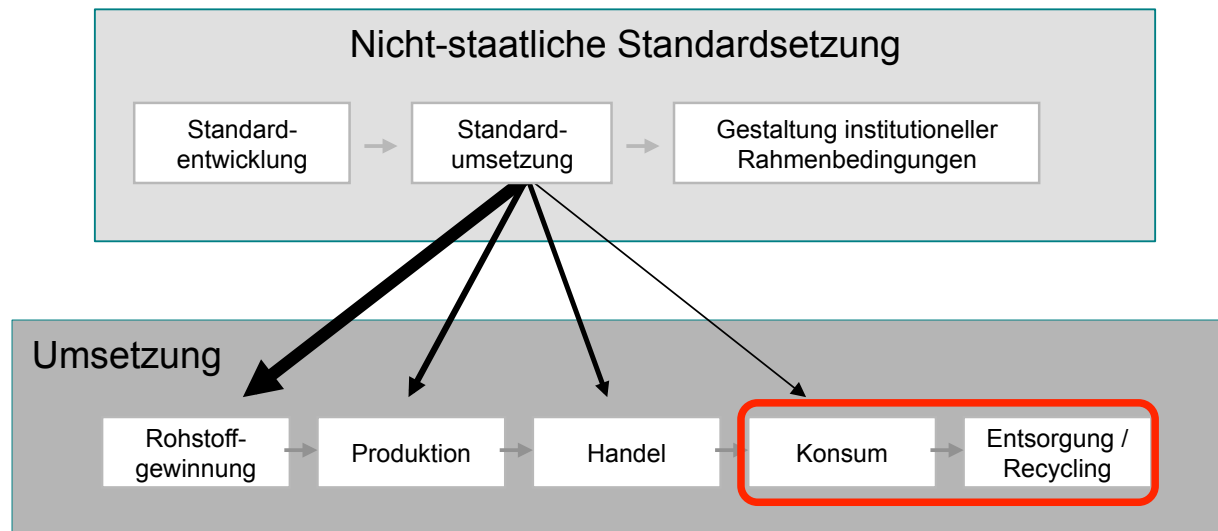 Nicht-staatliche Standardsetzung
Standard-
entwicklung
Standard-
umsetzung
Gestaltung institutioneller
Rahmenbedingungen
Umsetzung
Rohstoff-
gewinnung
Produktion
Handel
Konsum
Entsorgung /
Recycling